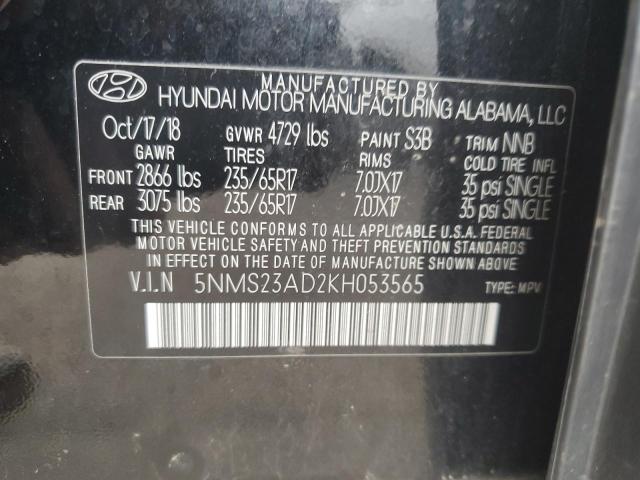 MANUFACTURED BY
HYUNDAI MOTOR MANUFACTURING ALABAMA, LLC
Oct/17/18 GVWR 4729 lbs PAINT S3B TRIM NNB
GAWR TIRES RIMS COLD TIRE INFL
FRONT 2866 lbs 235/65R17 7.0JX17 35 psi SINGLE
REAR 3075 lbs 235/65R17 7.0JX17 35 psi SINGLE
THIS VEHICLE CONFORMS TO ALL APPLICABLE U.S.A. FEDERAL
MOTOR VEHICLE SAFETY AND THEFT PREVENTION STANDARDS
IN EFFECT ON THE DATE OF MANUFACTURE SHOWN ABOVE.
V.I.N 5NMS23AD2KH053565 TYPE: MPV